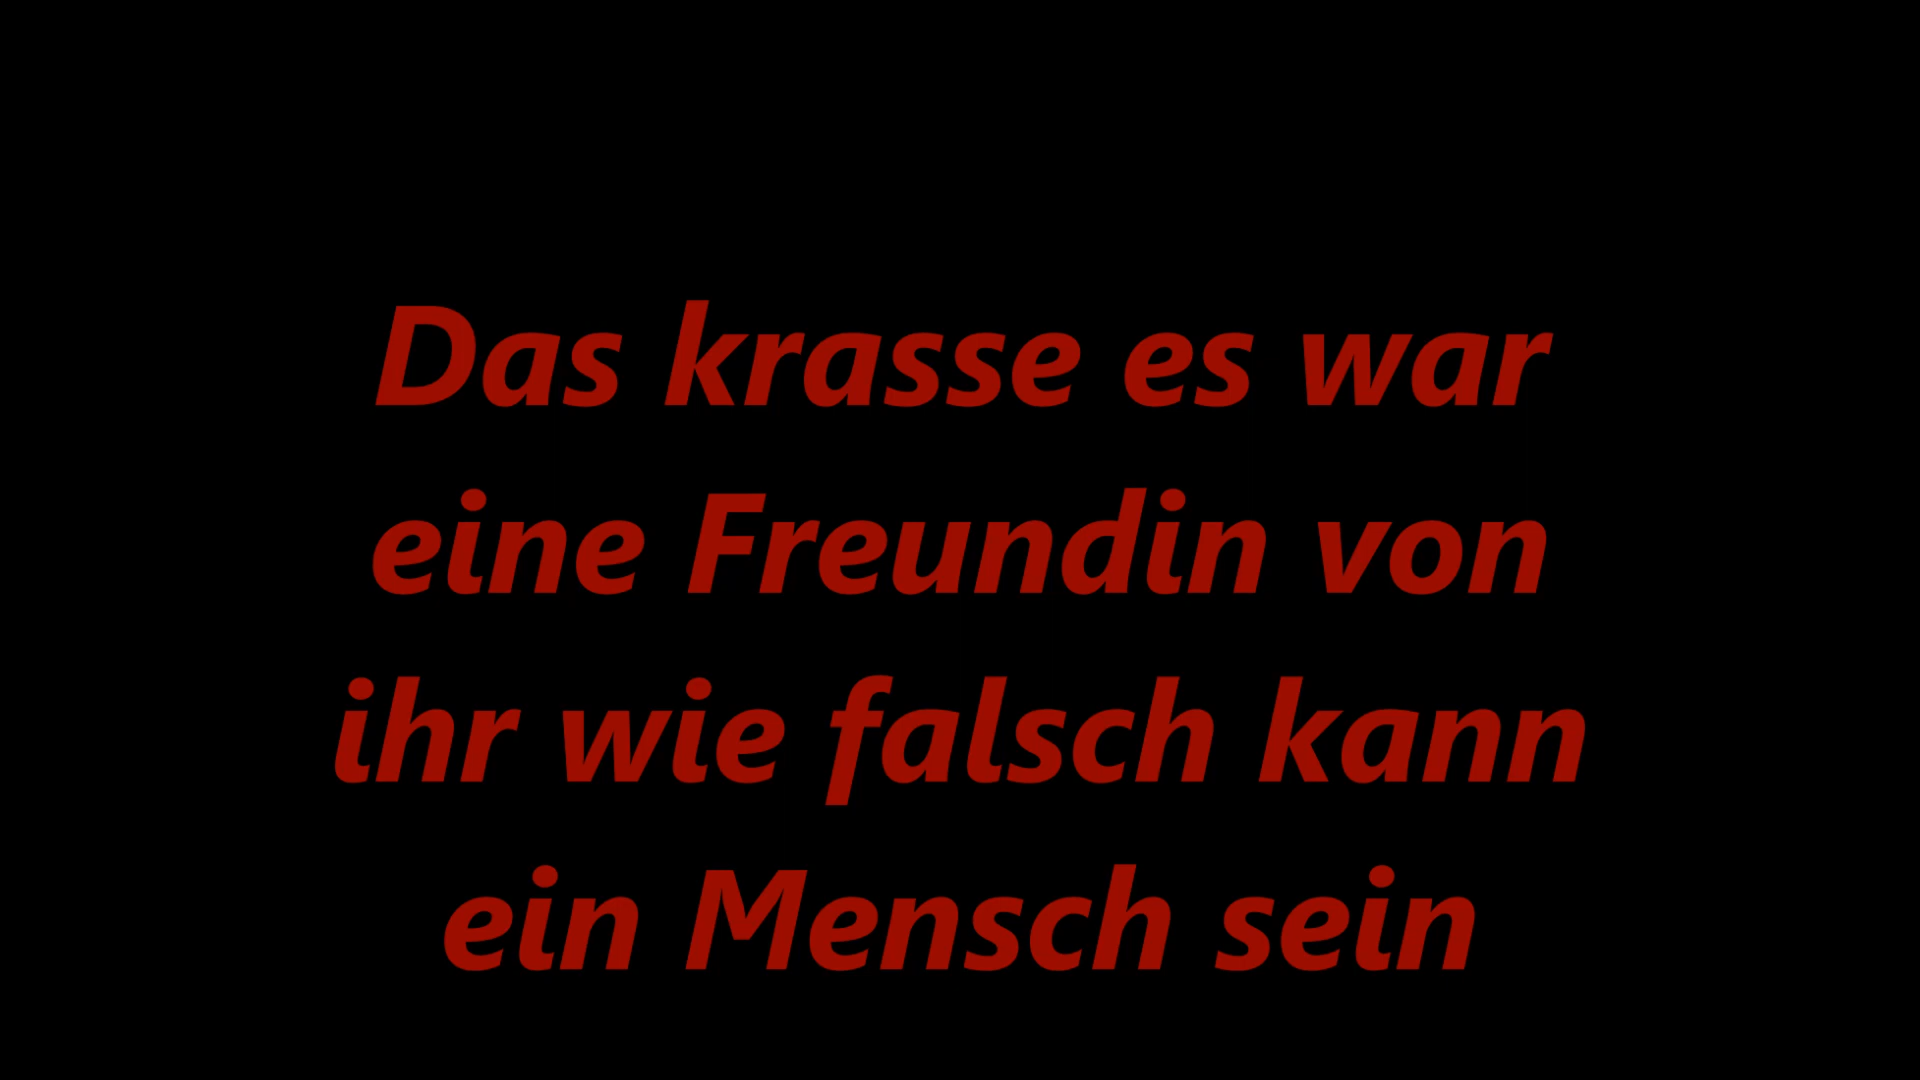 Das krasse es war
eine Freundin von
ihr wie falsch kann
ein Mensch sein